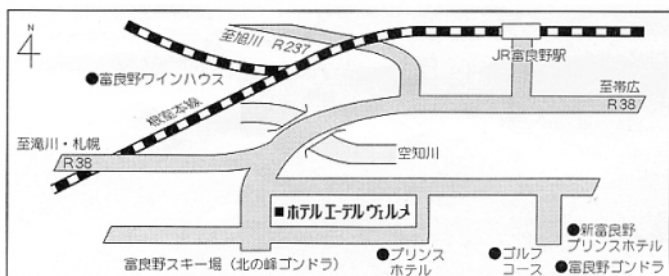 N
至旭川 R237
JR富良野駅
●富良野ワインハウス
根室本線
至帯広
R38
至滝川・札幌
R38
空知川
■ホテルエーデルヴェルメ
●新富良野
プリンスホテル
●プリンス
ホテル
●ゴルフ
コース
●富良野ゴンドラ
富良野スキー場（北の峰ゴンドラ）